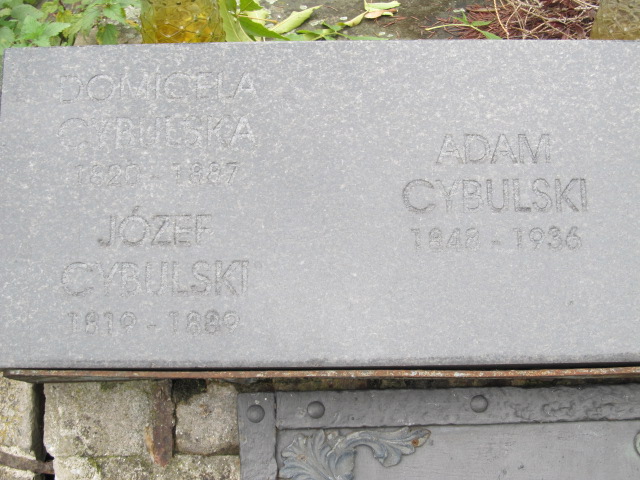 DOMICELA
CYBULSKA
1820 - 1887
JÓZEF
CYBULSKI
1819 - 1889
ADAM
CYBULSKI
1848 - 1936